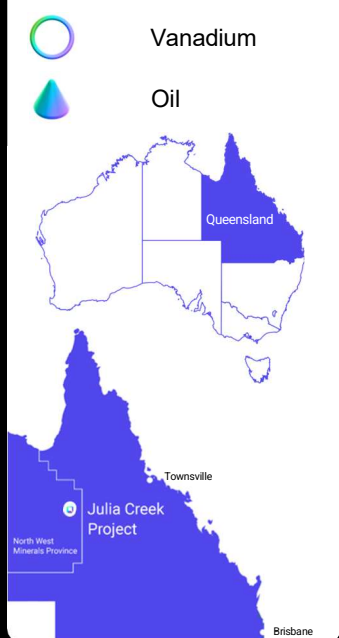 Vanadium
Oil
Queensland
Townsville
Julia Creek
Project
North West
Minerals Province
Brisbane